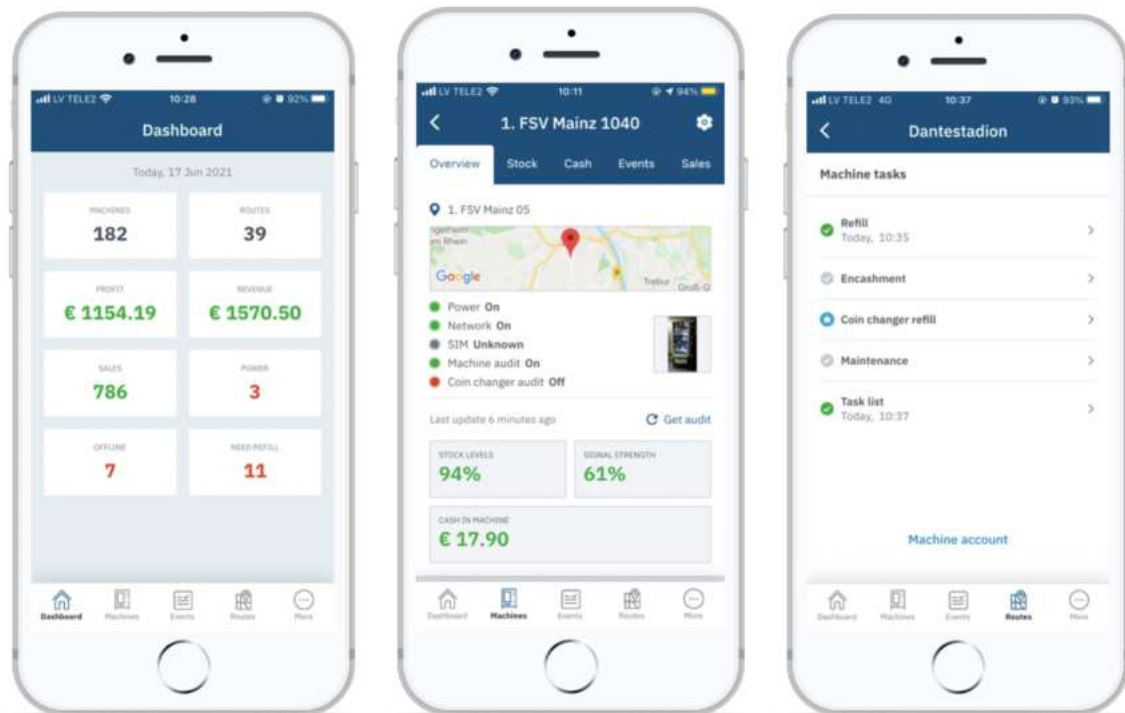 LV TELE2
10:28
92%
Dashboard
Today, 17 Jun 2021
MACHINES
ROUTES
182
39
PROFIT
REVENUE
€ 1154.19
€ 1570.50
SALES
POWER
786
3
OFFLINE
NEED REFILL
7
11
Dashboard
Machines
Events
Routes
More
LV TELE2
10:11
94%
1. FSV Mainz 1040
Overview
Stock
Cash
Events
Sales
1. FSV Mainz 05
im Rhein
Google
Trebur
Groß-G
Power On
Network On
SIM Unknown
Machine audit On
Coin changer audit Off
Last update 6 minutes ago
Get audit
STOCK LEVELS
SIGNAL STRENGTH
94%
61%
CASH IN MACHINE
€ 17.90
Dashboard
Machines
Events
Routes
More
LV TELE2 4G
10:37
93%
Dantestadion
Machine tasks
Refill
Today, 10:35
Encashment
Coin changer refill
Maintenance
Task list
Today, 10:37
Machine account
Dashboard
Machines
Events
Routes
More